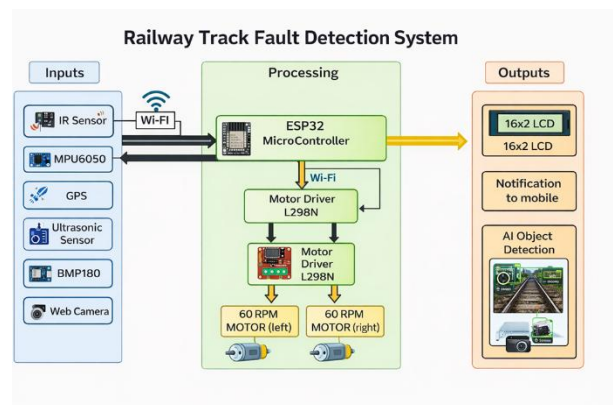 Railway Track Fault Detection System
Inputs
IR Sensor
Wi-FI
MPU6050
GPS
Ultrasonic
Sensor
BMP180
Web Camera
Processing
ESP32
MicroController
Wi-Fi
Motor Driver
L298N
Motor
Driver
L298N
60 RPM
MOTOR (left)
60 RPM
MOTOR (right)
Outputs
16x2 LCD
16x2 LCD
Notification
to mobile
AI Object
Detection